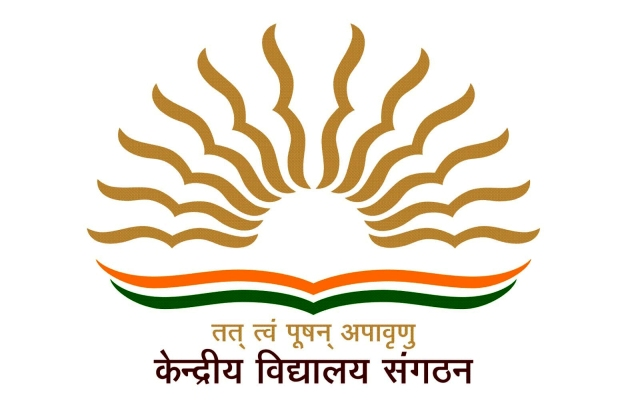 तत् त्वं पूषन् अपावृणु
केन्द्रीय विद्यालय संगठन